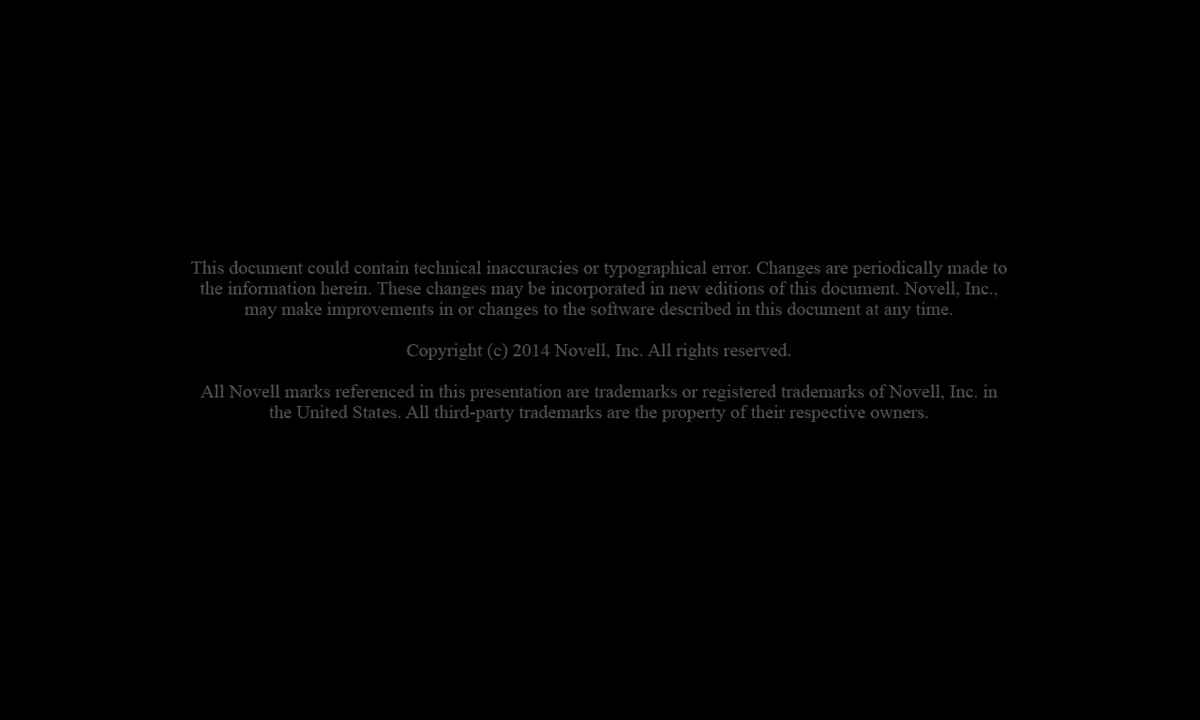 This document could contain technical inaccuracies or typographical error. Changes are periodically made to
the information herein. These changes may be incorporated in new editions of this document. Novell, Inc.,
may make improvements in or changes to the software described in this document at any time.
Copyright (c) 2014 Novell, Inc. All rights reserved.
All Novell marks referenced in this presentation are trademarks or registered trademarks of Novell, Inc. in
the United States. All third-party trademarks are the property of their respective owners.